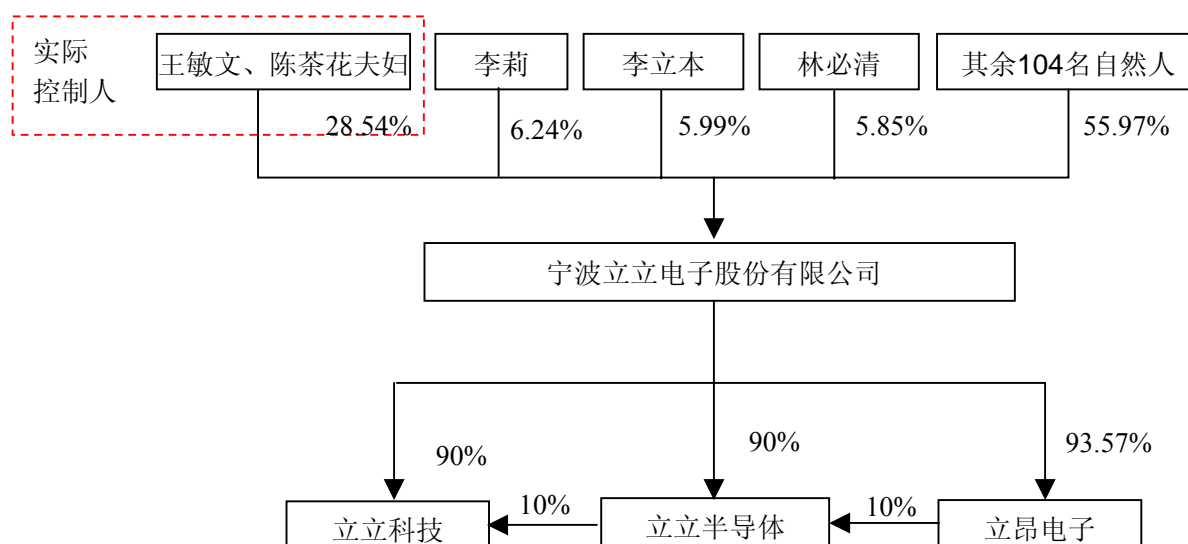 实际
控制人
王敏文、陈茶花夫妇
李莉
李立本
林必清
其余104名自然人
28.54%
6.24%
5.99%
5.85%
55.97%
宁波立立电子股份有限公司
90%
90%
93.57%
立立科技
10%
立立半导体
10%
立昂电子